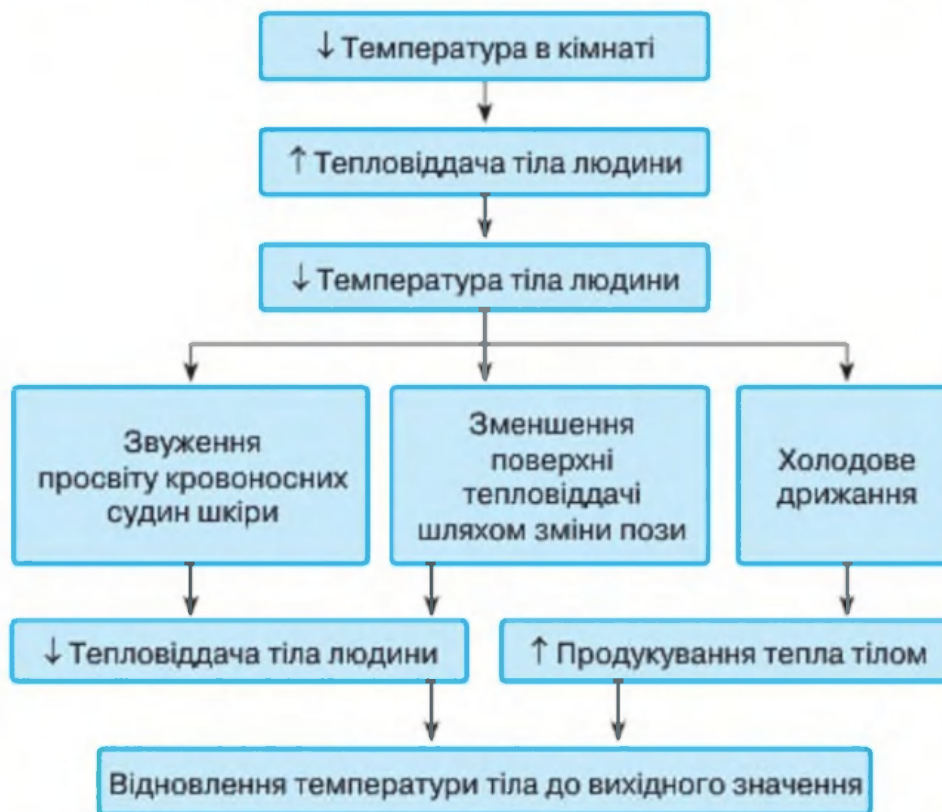 ↓ Температура в кімнаті
↑ Тепловіддача тіла людини
↓ Температура тіла людини
Звуження
просвіту кровоносних
судин шкіри
Зменшення
поверхні
тепловіддачі
шляхом зміни пози
Холодове
дрижання
↓ Тепловіддача тіла людини
↑ Продукування тепла тілом
Відновлення температури тіла до вихідного значення